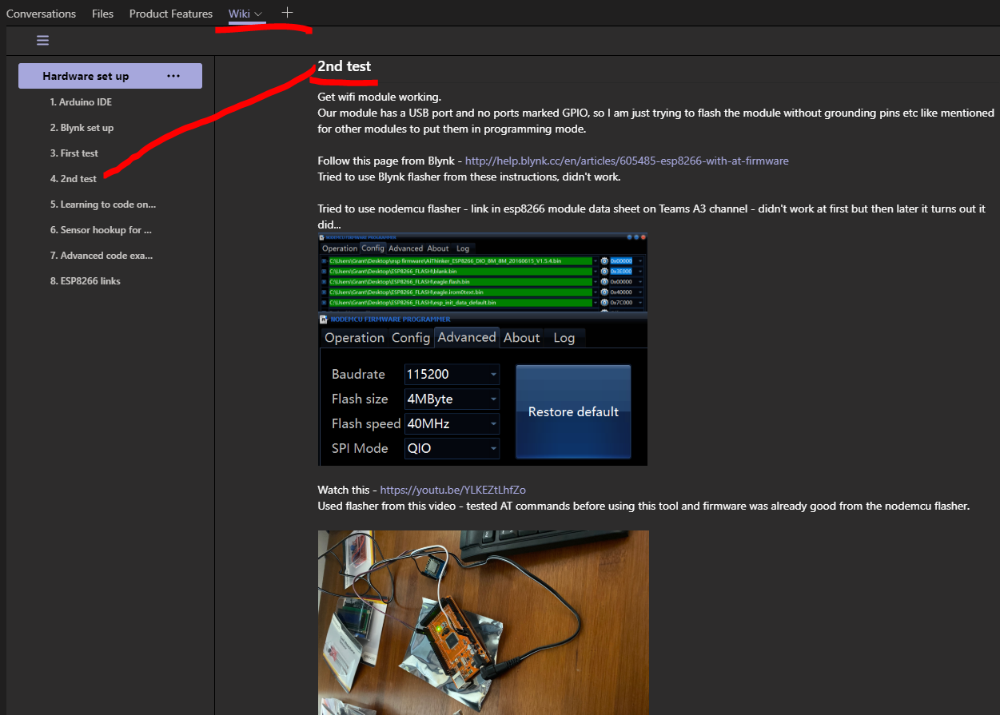 Conversations Files Product Features Wiki
Hardware set up ...
1. Arduino IDE
2. Blynk set up
3. First test
4. 2nd test
5. Learning to code on...
6. Sensor hookup for ...
7. Advanced code exa...
8. ESP8266 links
2nd test
Get wifi module working.
Our module has a USB port and no ports marked GPIO, so I am just trying to flash the module without grounding pins etc like mentioned
for other modules to put them in programming mode.
Follow this page from Blynk - http://help.blynk.cc/en/articles/605485-esp8266-with-at-firmware
Tried to use Blynk flasher from these instructions, didn't work.
Tried to use nodemcu flasher - link in esp8266 module data sheet on Teams A3 channel - didn't work at first but then later it turns out it
did...
NODEMCU FIRMWARE PROGRAMMER
Operation Config Advanced About Log
C:\Users\Grant\Desktop\esp firmware\AiThinker_ESP8266_DIO_8M_8M_20160615_V1.5.4.bin 0x00000
C:\Users\Grant\Desktop\ESP8266_FLASH\blank.bin 0x3E000
C:\Users\Grant\Desktop\ESP8266_FLASH\eagle.flash.bin 0x00000
C:\Users\Grant\Desktop\ESP8266_FLASH\eagle.irom0text.bin 0x40000
C:\Users\Grant\Desktop\ESP8266_FLASH\esp_init_data_default.bin 0x7C000
NODEMCU FIRMWARE PROGRAMMER
Operation Config Advanced About Log
Baudrate 115200
Flash size 4MByte
Flash speed 40MHz
SPI Mode QIO
Restore default
Watch this - https://youtu.be/YLKEZtLhfZo
Used flasher from this video - tested AT commands before using this tool and firmware was already good from the nodemcu flasher.